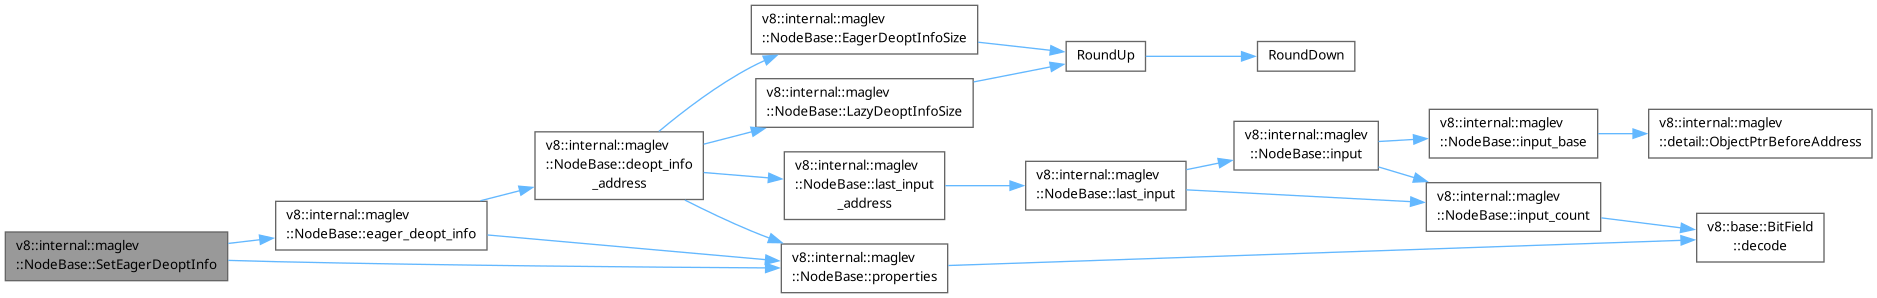 v8::internal::maglev
::NodeBase::SetEagerDeoptInfo
v8::internal::maglev
::NodeBase::eager_deopt_info
v8::internal::maglev
::NodeBase::deopt_info
_address
v8::internal::maglev
::NodeBase::EagerDeoptInfoSize
RoundUp
RoundDown
v8::internal::maglev
::NodeBase::LazyDeoptInfoSize
v8::internal::maglev
::NodeBase::last_input
_address
v8::internal::maglev
::NodeBase::last_input
v8::internal::maglev
::NodeBase::input
v8::internal::maglev
::NodeBase::input_base
v8::internal::maglev
::detail::ObjectPtrBeforeAddress
v8::internal::maglev
::NodeBase::input_count
v8::base::BitField
::decode
v8::internal::maglev
::NodeBase::properties